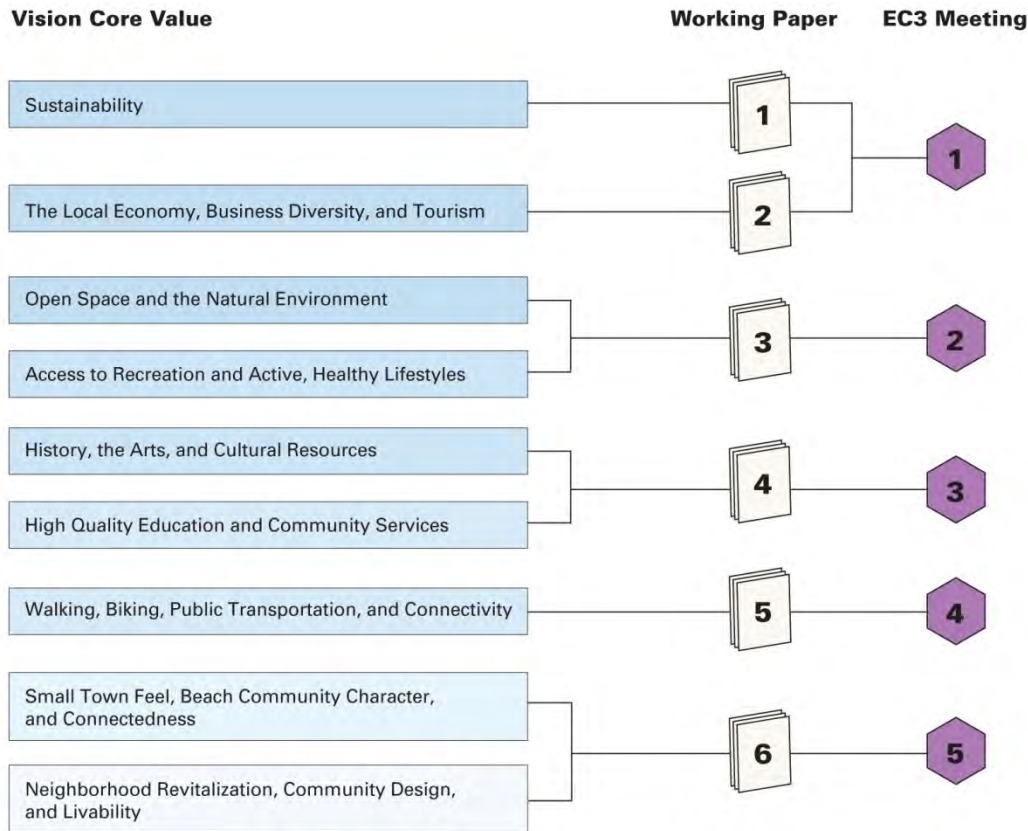 Vision Core Value Working Paper EC3 Meeting
Sustainability
1
1
The Local Economy, Business Diversity, and Tourism
2
Open Space and the Natural Environment
3
2
Access to Recreation and Active, Healthy Lifestyles
History, the Arts, and Cultural Resources
4
3
High Quality Education and Community Services
Walking, Biking, Public Transportation, and Connectivity
5
4
Small Town Feel, Beach Community Character,
and Connectedness
6
5
Neighborhood Revitalization, Community Design,
and Livability